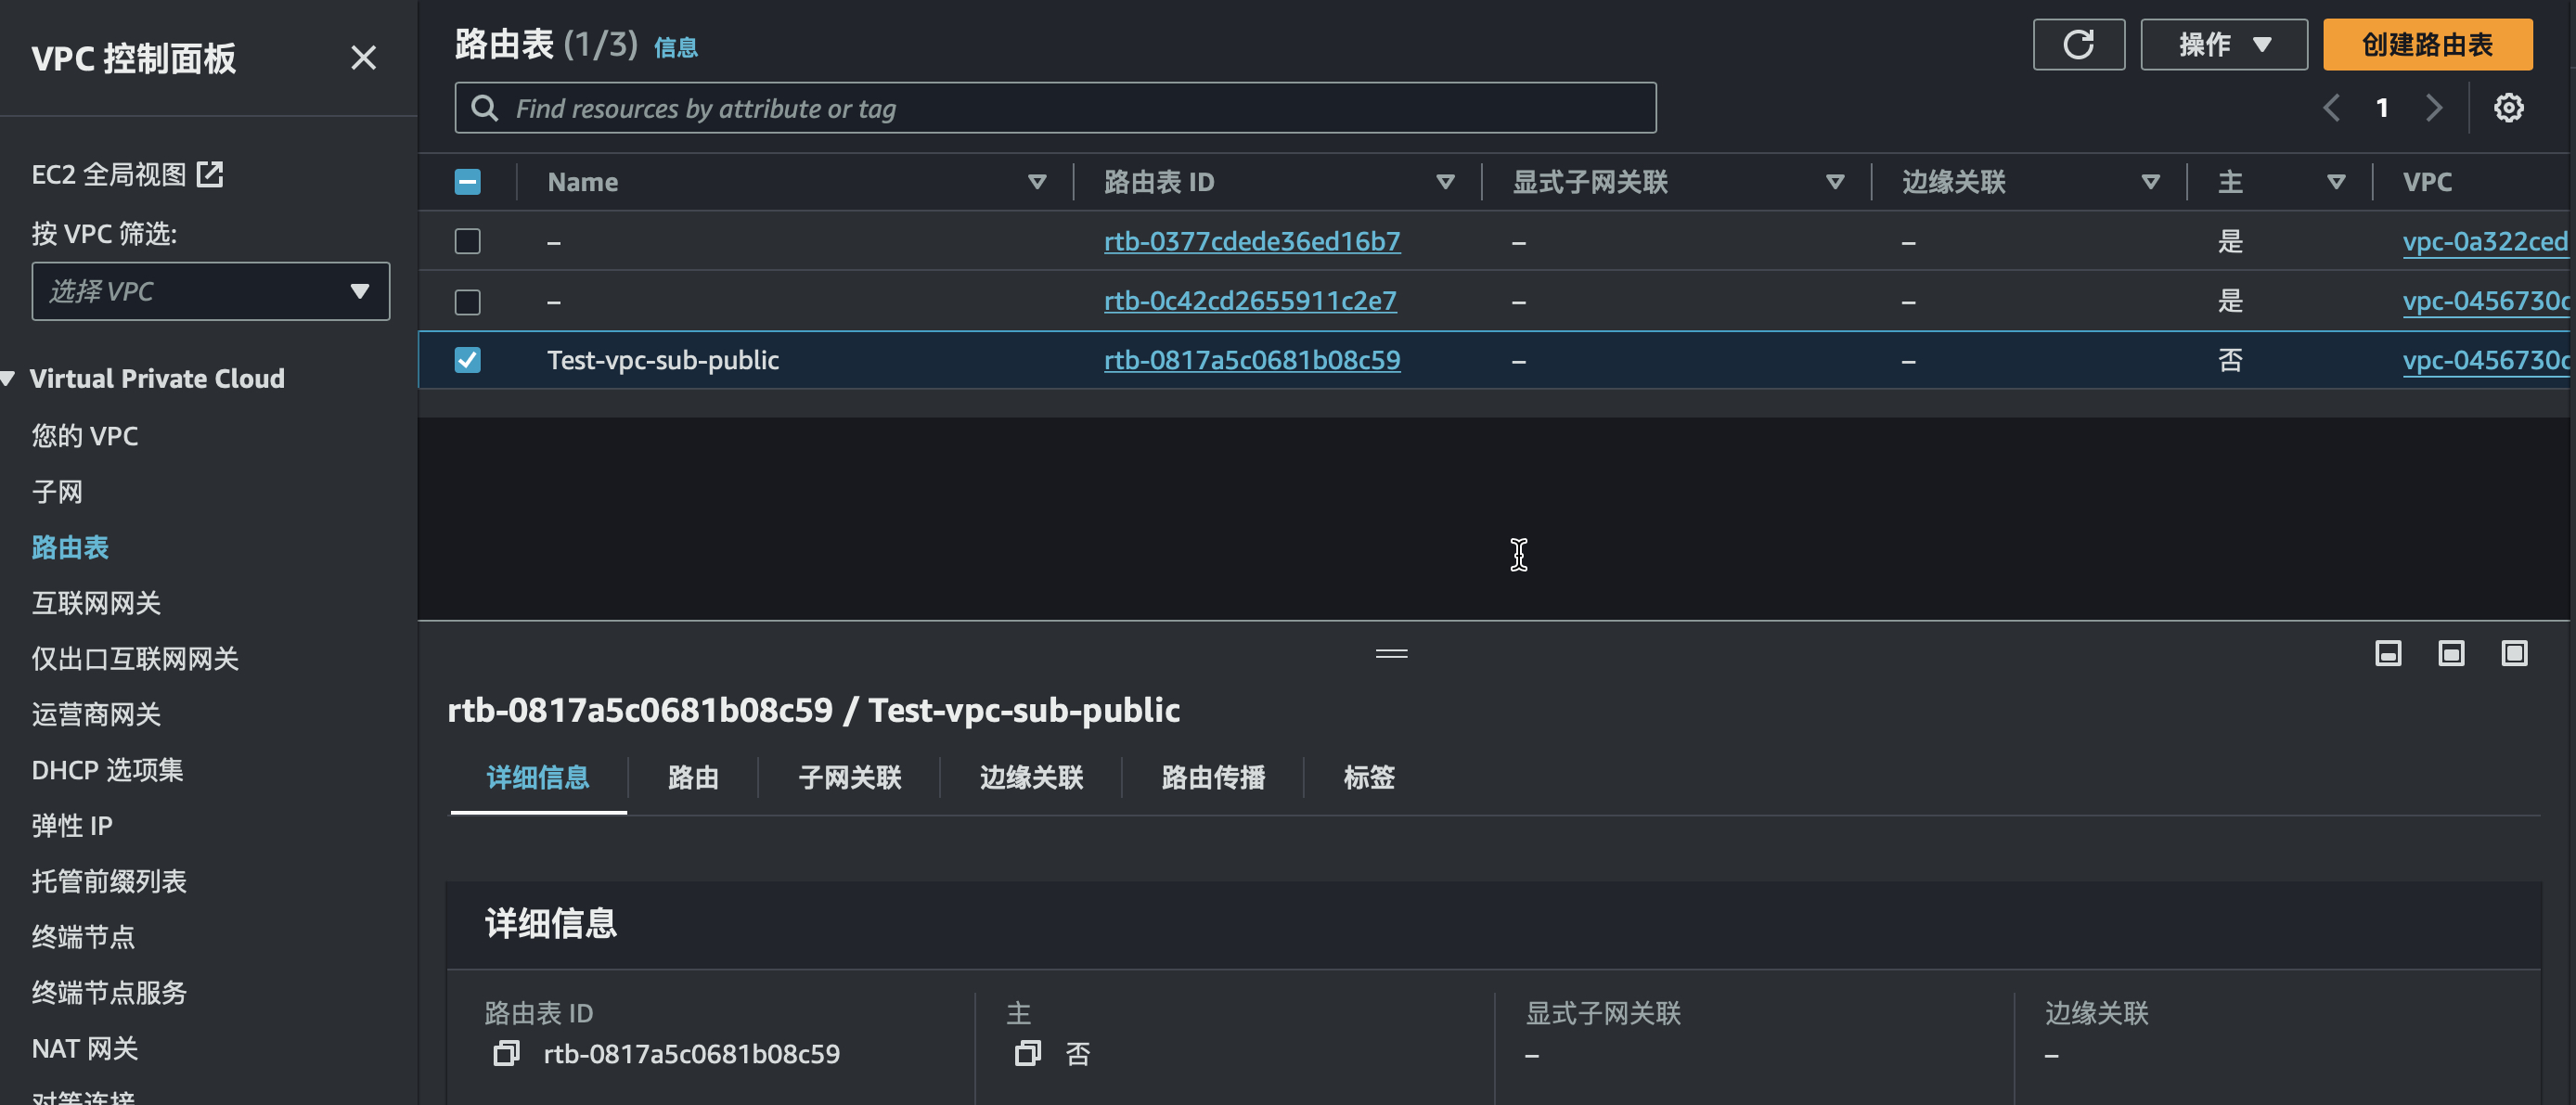 VPC 控制面板
EC2 全局视图
按 VPC 筛选:
选择 VPC
Virtual Private Cloud
您的 VPC
子网
路由表
互联网网关
仅出口互联网网关
运营商网关
DHCP 选项集
弹性 IP
托管前缀列表
终端节点
终端节点服务
NAT 网关
对等连接
路由表 (1/3) 信息
操作
创建路由表
Find resources by attribute or tag
1
Name 路由表 ID 显式子网关联 边缘关联 主 VPC
– rtb-0377cdede36ed16b7 – – 是 vpc-0a322ced
– rtb-0c42cd2655911c2e7 – – 是 vpc-0456730c
Test-vpc-sub-public rtb-0817a5c0681b08c59 – – 否 vpc-0456730c
rtb-0817a5c0681b08c59 / Test-vpc-sub-public
详细信息 路由 子网关联 边缘关联 路由传播 标签
详细信息
路由表 ID 主 显式子网关联 边缘关联
rtb-0817a5c0681b08c59 否 – –